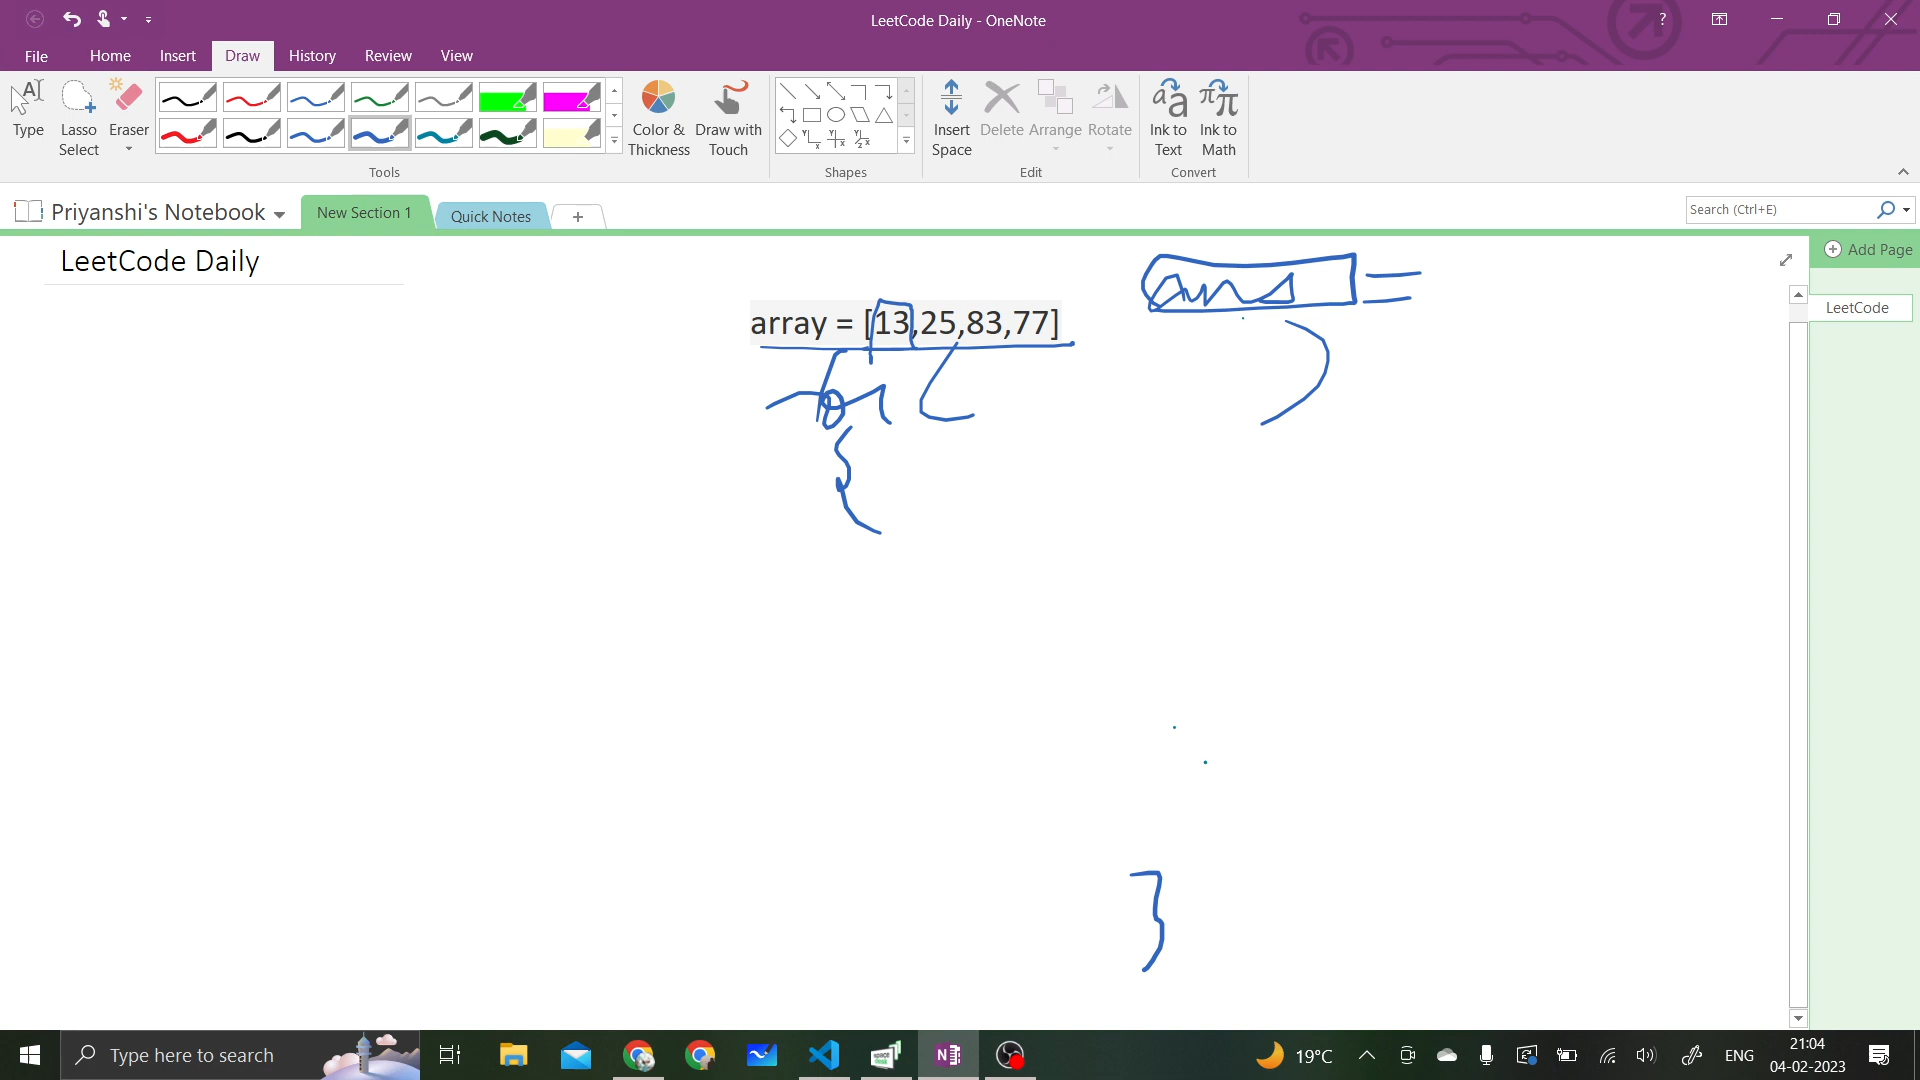 LeetCode Daily - OneNote
?
File Home Insert Draw History Review View
Type Lasso Select Eraser Color & Thickness Draw with Touch Insert Space Delete Arrange Rotate Ink to Text Ink to Math
Tools Shapes Edit Convert
Priyanshi's Notebook New Section 1 Quick Notes + Search (Ctrl+E)
LeetCode Daily
Add Page
LeetCode
ans =
array = [13,25,83,77]
for ( )
{
}
Type here to search
19°C ENG 21:04
04-02-2023